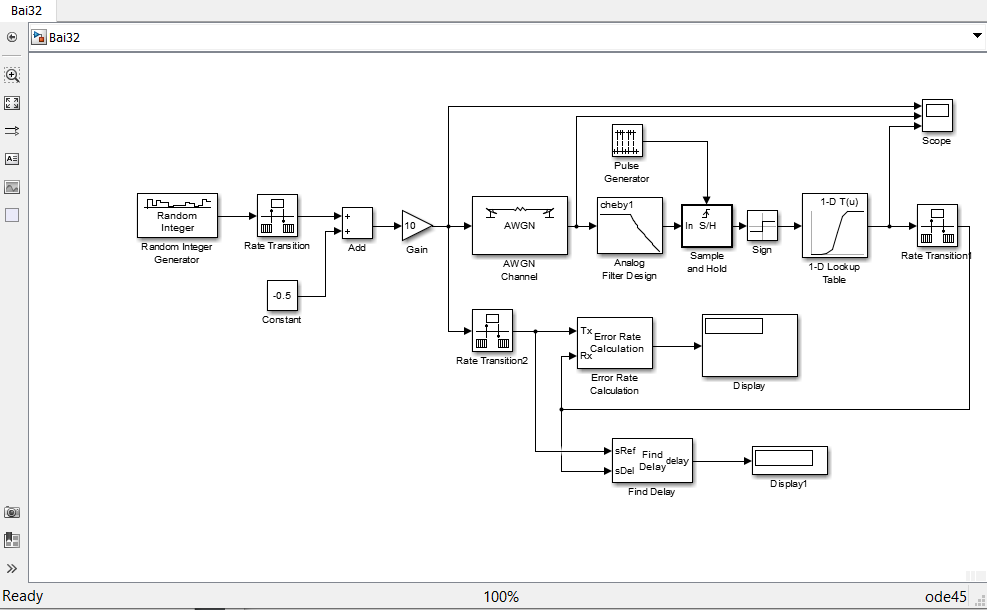 Bai32
Bai32
Scope
Pulse
Generator
Random
Integer
Random Integer
Generator
Rate Transition
+
+
Add
10
Gain
AWGN
AWGN
Channel
cheby1
Analog
Filter Design
In S/H
Sample
and Hold
Sign
1-D T(u)
1-D Lookup
Table
Rate Transition1
-0.5
Constant
Rate Transition2
Tx
Rx
Error Rate
Calculation
Error Rate
Calculation
Display
sRef
sDel
Find
Delay
delay
Find Delay
Display1
Ready
100%
ode45